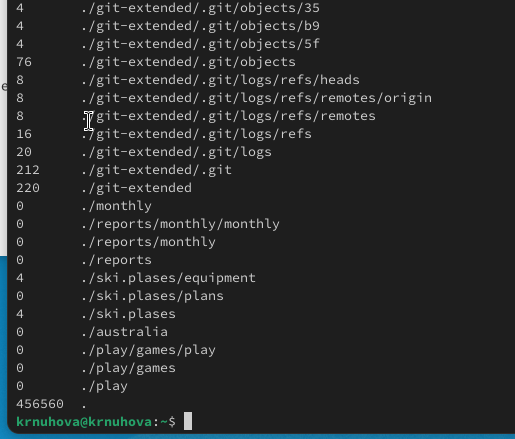 4 ./git-extended/.git/objects/35
4 ./git-extended/.git/objects/b9
4 ./git-extended/.git/objects/5f
76 ./git-extended/.git/objects
8 ./git-extended/.git/logs/refs/heads
8 ./git-extended/.git/logs/refs/remotes/origin
8 ./git-extended/.git/logs/refs/remotes
16 ./git-extended/.git/logs/refs
20 ./git-extended/.git/logs
212 ./git-extended/.git
220 ./git-extended
0 ./monthly
0 ./reports/monthly/monthly
0 ./reports/monthly
0 ./reports
4 ./ski.plases/equipment
0 ./ski.plases/plans
4 ./ski.plases
0 ./australia
0 ./play/games/play
0 ./play/games
0 ./play
456560 .
krnuhova@krnuhova:~$